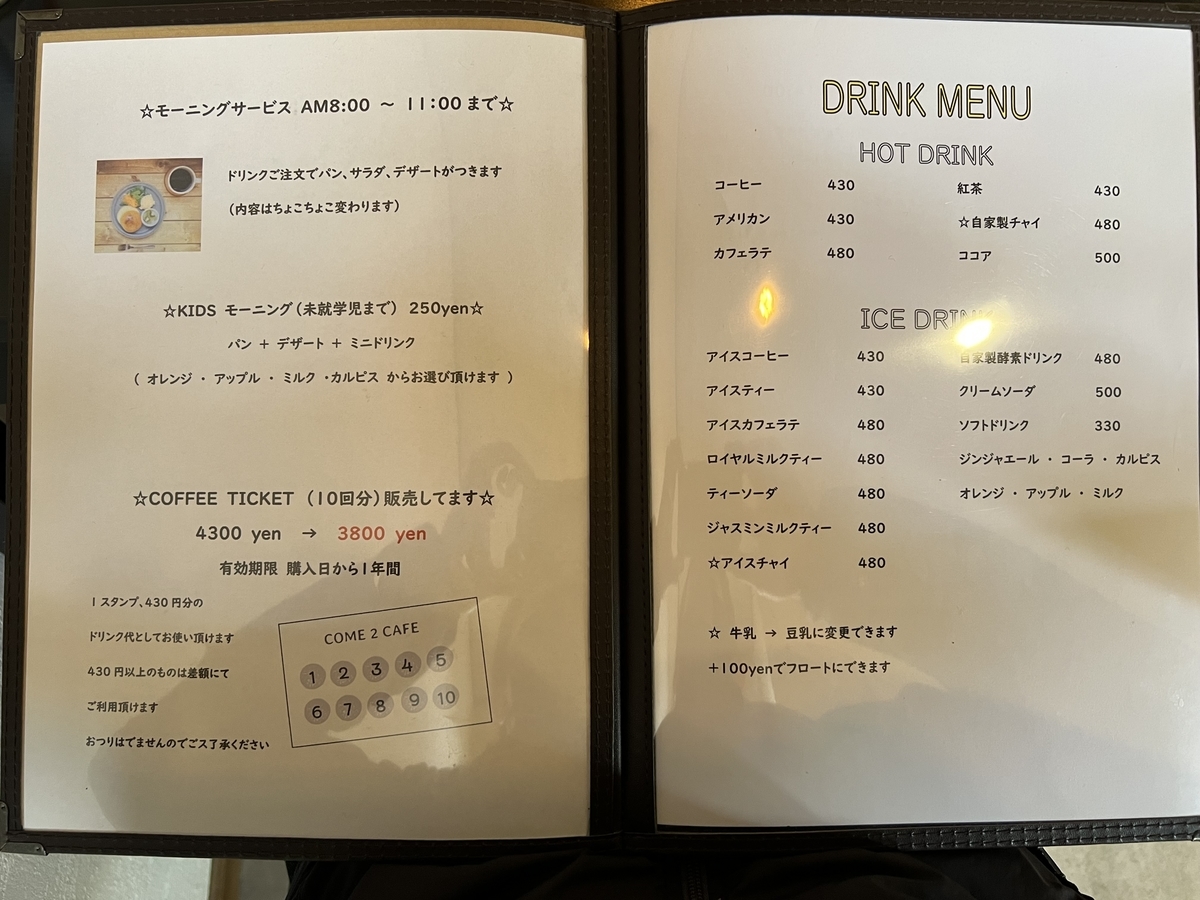 ☆モーニングサービス AM8:00 ～ 11:00 まで☆
ドリンクご注文でパン、サラダ、デザートがつきます
（内容はちょこちょこ変わります）
☆KIDS モーニング（未就学児まで） 250yen☆
パン ＋ デザート ＋ ミニドリンク
（ オレンジ ・ アップル ・ ミルク ・カルピス からお選び頂けます ）
☆COFFEE TICKET （10回分）販売してます☆
4300 yen → 3800 yen
有効期限 購入日から1年間
1 スタンプ、430 円分の
ドリンク代としてお使い頂けます
430 円以上のものは差額にて
ご利用頂けます
おつりはでませんのでご了承ください
COME 2 CAFE
1 2 3 4 5
6 7 8 9 10
DRINK MENU
HOT DRINK
コーヒー 430
アメリカン 430
カフェラテ 480
紅茶 430
☆自家製チャイ 480
ココア 500
ICE DRINK
アイスコーヒー 430
アイスティー 430
アイスカフェラテ 480
ロイヤルミルクティー 480
ティーソーダ 480
ジャスミンミルクティー 480
☆アイスチャイ 480
自家製酵素ドリンク 480
クリームソーダ 500
ソフトドリンク 330
ジンジャエール ・ コーラ ・ カルピス
オレンジ ・ アップル ・ ミルク
☆ 牛乳 → 豆乳に変更できます
＋100yenでフロートにできます